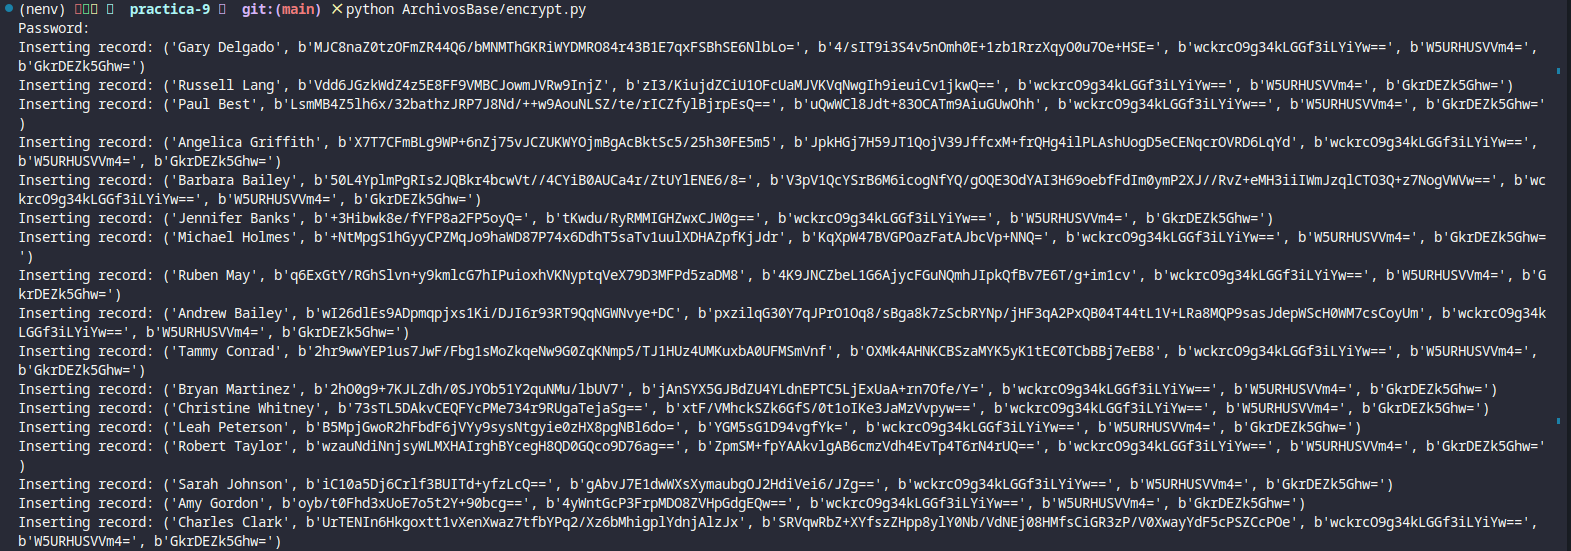 (nenv) practica-9 git:(main) ✕ python ArchivosBase/encrypt.py
Password:
Inserting record: ('Gary Delgado', b'MJC8naZ0tzOFmZR44Q6/bMNMThGKRiWYDMRO84r43B1E7qxFSBhSE6NlbLo=', b'4/sIT9i3S4v5nOmh0E+1zb1RrzXqyO0u7Oe+HSE=', b'wckrcO9g34kLGGf3iLYiYw==', b'W5URHUSVVm4=',
b'GkrDEZk5Ghw=')
Inserting record: ('Russell Lang', b'Vdd6JGzkWdZ4z5E8FF9VMBCJowmJVRw9InjZ', b'zI3/KiujdZCiU1OFcUaMJVKVqNwgIh9ieuiCv1jkwQ==', b'wckrcO9g34kLGGf3iLYiYw==', b'W5URHUSVVm4=', b'GkrDEZk5Ghw=')
Inserting record: ('Paul Best', b'LsmMB4Z5lh6x/32bathzJRP7J8Nd/++w9AouNLSZ/te/rICZfylBjrpEsQ==', b'uQwWCl8Jdt+83OCATm9AiuGUwOhh', b'wckrcO9g34kLGGf3iLYiYw==', b'W5URHUSVVm4=', b'GkrDEZk5Ghw='
)
Inserting record: ('Angelica Griffith', b'X7T7CFmBLg9WP+6nZj75vJCZUKWYOjmBgAcBktSc5/25h30FE5m5', b'JpkHGj7H59JT1QojV39JffcxM+frQHg4ilPLAshUogD5eCENqcrOVRD6LqYd', b'wckrcO9g34kLGGf3iLYiYw==',
b'W5URHUSVVm4=', b'GkrDEZk5Ghw=')
Inserting record: ('Barbara Bailey', b'50L4YplmPgRIs2JQBkr4bcwVt//4CYiB0AUCa4r/ZtUYlENE6/8=', b'V3pV1QcYSrB6M6icogNfYQ/gOQE3OdYAI3H69oebfFdIm0ymP2XJ//RvZ+eMH3iiIWmJzqlCTO3Q+z7NogVWVw==', b'wc
krcO9g34kLGGf3iLYiYw==', b'W5URHUSVVm4=', b'GkrDEZk5Ghw=')
Inserting record: ('Jennifer Banks', b'+3Hibwk8e/fYFP8a2FP5oyQ=', b'tKwdu/RyRMMIGHZwxCJW0g==', b'wckrcO9g34kLGGf3iLYiYw==', b'W5URHUSVVm4=', b'GkrDEZk5Ghw=')
Inserting record: ('Michael Holmes', b'+NtMpgS1hGyyCPZMqJo9haWD87P74x6DdhT5saTv1uulXDHAZpfKjJdr', b'KqXpW47BVGPOazFatAJbcVp+NNQ=', b'wckrcO9g34kLGGf3iLYiYw==', b'W5URHUSVVm4=', b'GkrDEZk5Ghw=
')
Inserting record: ('Ruben May', b'q6ExGtY/RGhSlvn+y9kmlcG7hIPuioxhVKNyptqVeX79D3MFPd5zaDM8', b'4K9JNCZbeL1G6AjycFGuNQmhJIpkQfBv7E6T/g+im1cv', b'wckrcO9g34kLGGf3iLYiYw==', b'W5URHUSVVm4=', b'G
krDEZk5Ghw=')
Inserting record: ('Andrew Bailey', b'wI26dlEs9ADpmqpjxs1Ki/DJI6r93RT9QqNGWNvye+DC', b'pxzilqG30Y7qJPrO1Oq8/sBga8k7zScbRYNp/jHF3qA2PxQB04T44tL1V+LRa8MQP9sasJdepWScH0WM7csCoyUm', b'wckrcO9g34k
LGGf3iLYiYw==', b'W5URHUSVVm4=', b'GkrDEZk5Ghw=')
Inserting record: ('Tammy Conrad', b'2hr9wwYEP1us7JwF/Fbg1sMoZkqeNw9G0ZqKNmp5/TJ1HUz4UMKuxbA0UFMSmVnf', b'OXMk4AHNKCBSzaMYK5yK1tEC0TCbBBj7eEB8', b'wckrcO9g34kLGGf3iLYiYw==', b'W5URHUSVVm4=',
b'GkrDEZk5Ghw=')
Inserting record: ('Bryan Martinez', b'2hO0g9+7KJLZdh/0SJYOb51Y2quNMu/lbUV7', b'jAnSYX5GJBdZU4YLdnEPTC5LjExUaA+rn7Ofe/Y=', b'wckrcO9g34kLGGf3iLYiYw==', b'W5URHUSVVm4=', b'GkrDEZk5Ghw=')
Inserting record: ('Christine Whitney', b'73sTL5DAkvCEQFYcPMe734r9RUgaTejaSg==', b'xtF/VMhckSZk6GfS/0t1oIKe3JaMzVvpyw==', b'wckrcO9g34kLGGf3iLYiYw==', b'W5URHUSVVm4=', b'GkrDEZk5Ghw=')
Inserting record: ('Leah Peterson', b'B5MpjGwoR2hFbdF6jVYy9sysNtgyie0zHX8pgNBl6do=', b'YGM5sG1D94vgfYk=', b'wckrcO9g34kLGGf3iLYiYw==', b'W5URHUSVVm4=', b'GkrDEZk5Ghw=')
Inserting record: ('Robert Taylor', b'wzauNdiNnjsyWLMXHAIrghBYcegH8QD0GQco9D76ag==', b'ZpmSM+fpYAAkvlgAB6cmzVdh4EvTp4T6rN4rUQ==', b'wckrcO9g34kLGGf3iLYiYw==', b'W5URHUSVVm4=', b'GkrDEZk5Ghw='
)
Inserting record: ('Sarah Johnson', b'iC10a5Dj6Crlf3BUITd+yfzLcQ==', b'gAbvJ7E1dwWXsXymaubgOJ2HdiVei6/JZg==', b'wckrcO9g34kLGGf3iLYiYw==', b'W5URHUSVVm4=', b'GkrDEZk5Ghw=')
Inserting record: ('Amy Gordon', b'oyb/t0Fhd3xUoE7o5t2Y+90bcg==', b'4yWntGcP3FrpMDO8ZVHpGdgEQw==', b'wckrcO9g34kLGGf3iLYiYw==', b'W5URHUSVVm4=', b'GkrDEZk5Ghw=')
Inserting record: ('Charles Clark', b'UrTENIn6Hkgoxtt1vXenXwaz7tfbYPq2/Xz6bMhigplYdnjAlzJx', b'SRVqwRbZ+XYfszZHpp8ylY0Nb/VdNEj08HMfsCiGR3zP/V0XwayYdF5cPSZCcPOe', b'wckrcO9g34kLGGf3iLYiYw==',
b'W5URHUSVVm4=', b'GkrDEZk5Ghw=')